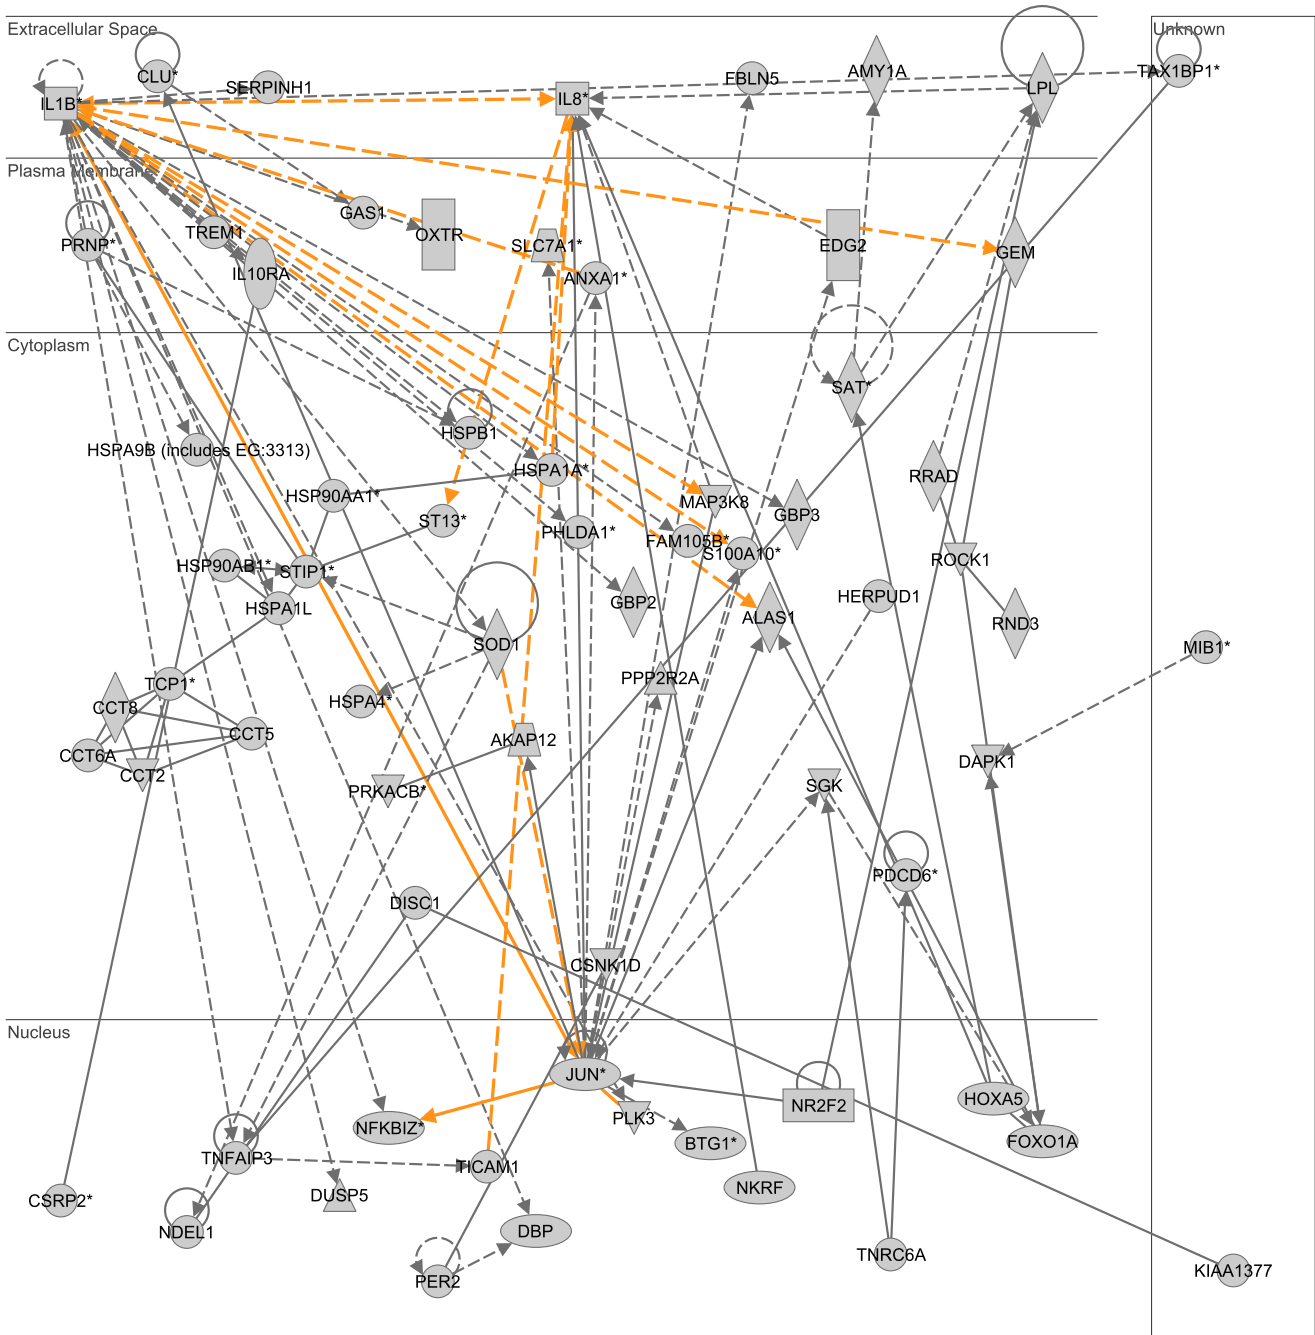 Extracellular Space
Unknown
CLU*
SERPINH1
IL1B*
IL8*
FBLN5
AMY1A
LPL
TAX1BP1*
Plasma Membrane
GAS1
PRNP*
TREM1
OXTR
IL10RA
SLC7A1*
ANXA1*
EDG2
GEM
Cytoplasm
SAT*
HSPB1
HSPA9B (includes EG:3313)
HSPA1A*
RRAD
HSP90AA1*
MAP3K8
GBP3
ST13*
PHLDA1*
FAM105B*
S100A10*
ROCK1
HSP90AB1*
STIP1*
HSPA1L
GBP2
HERPUD1
ALAS1
RND3
SOD1
MIB1*
TCP1*
PPP2R2A
CCT8
HSPA4*
CCT5
AKAP12
CCT6A
CCT2
DAPK1
PRKACB*
SGK
PDCD6*
DISC1
CSNK1D
Nucleus
JUN*
NR2F2
HOXA5
PLK3
NFKBIZ*
BTG1*
FOXO1A
TNFAIP3
TICAM1
NKRF
CSRP2*
DUSP5
NDEL1
DBP
TNRC6A
PER2
KIAA1377